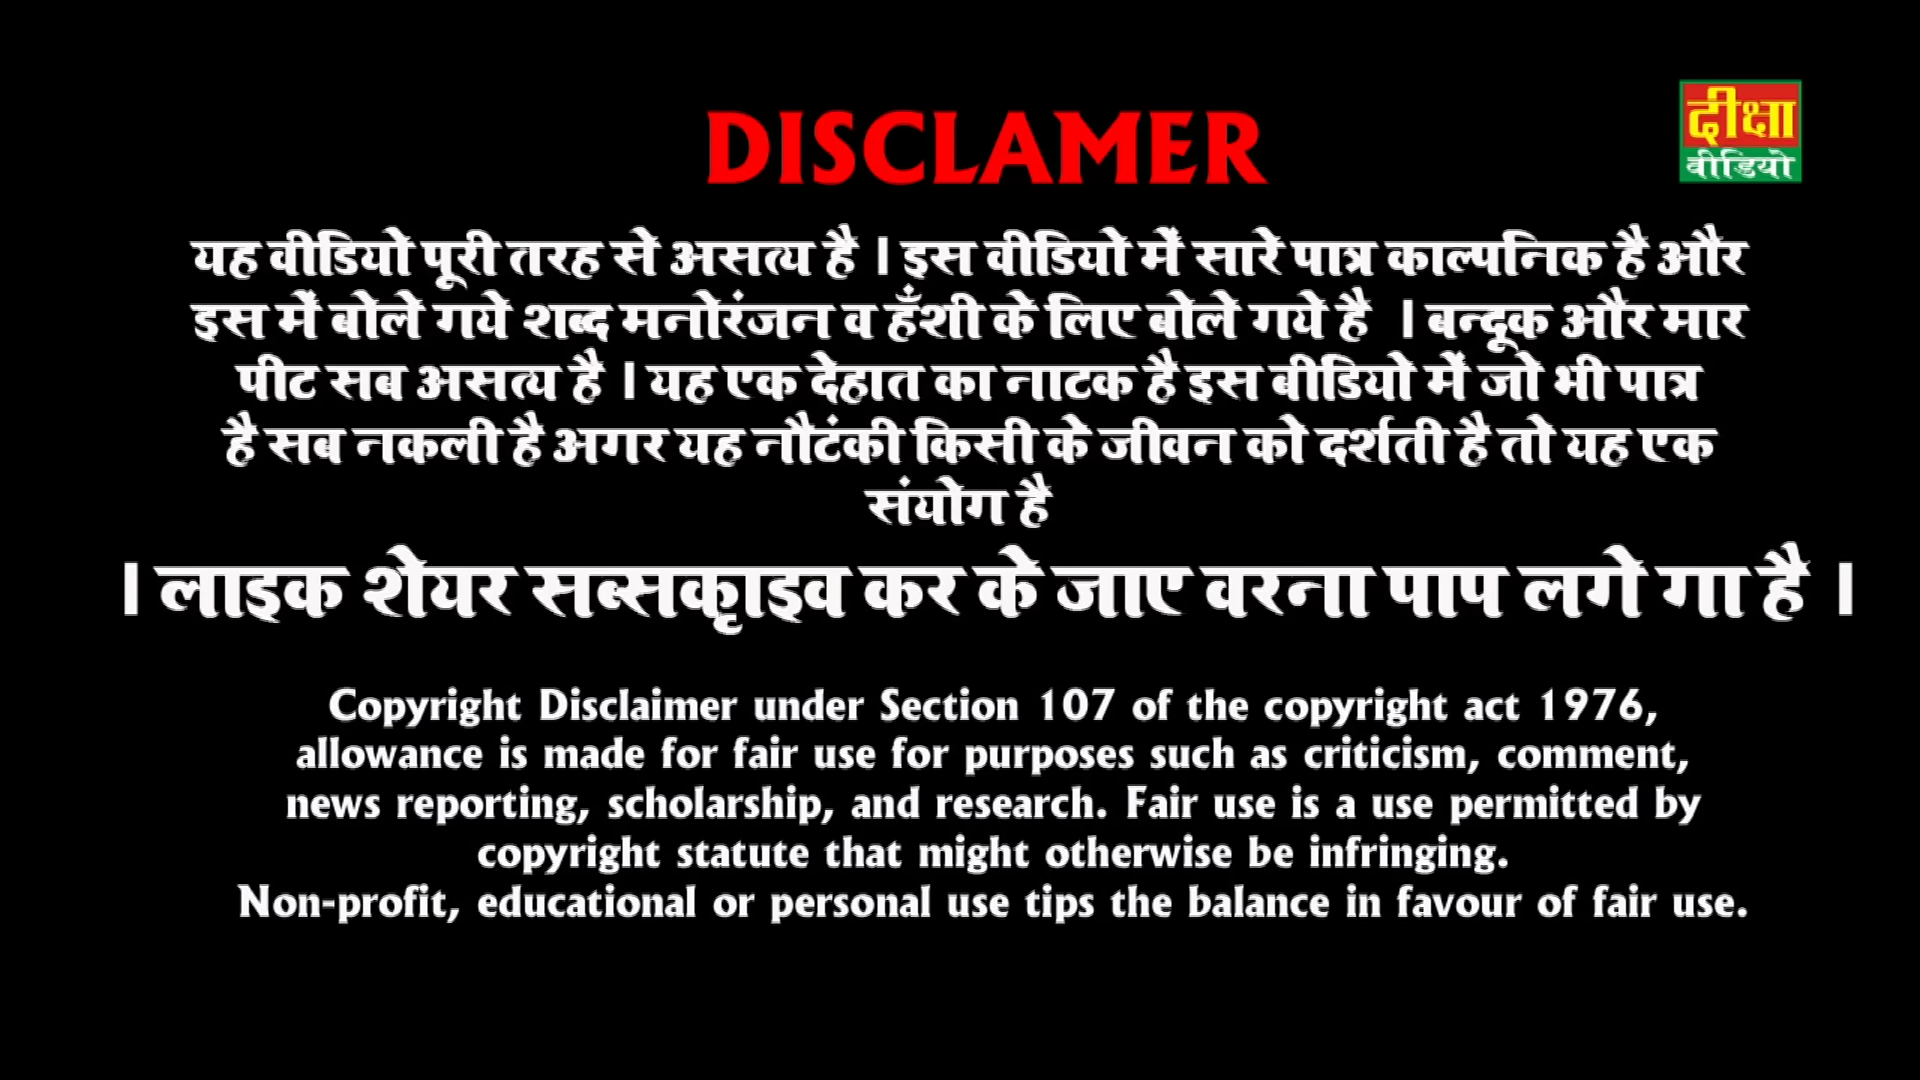 DISCLAMER
दीक्षा
वीडियो
यह वीडियो पूरी तरह से असत्य है । इस वीडियो में सारे पात्र काल्पनिक है और
इस में बोले गये शब्द मनोरंजन व हँशी के लिए बोले गये है । बन्दूक और मार
पीट सब असत्य है । यह एक देहात का नाटक है इस बीडियो में जो भी पात्र
है सब नकली है अगर यह नौटंकी किसी के जीवन को दर्शती है तो यह एक
संयोग है
। लाइक शेयर सब्सकृाइव कर के जाए वरना पाप लगे गा है ।
Copyright Disclaimer under Section 107 of the copyright act 1976,
allowance is made for fair use for purposes such as criticism, comment,
news reporting, scholarship, and research. Fair use is a use permitted by
copyright statute that might otherwise be infringing.
Non-profit, educational or personal use tips the balance in favour of fair use.